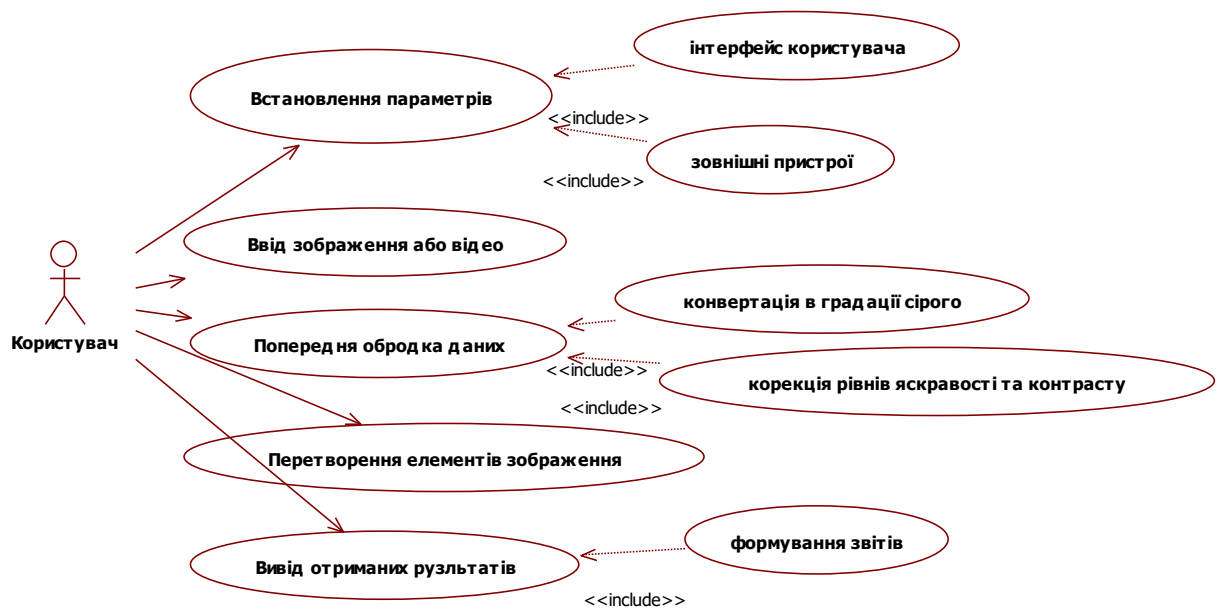 інтерфейс користувача
Встановлення параметрів
<<include>>
зовнішні пристрої
<<include>>
Ввід зображення або відео
Користувач
конвертація в градації сірого
Попередня обродка даних
<<include>>
корекція рівнів яскравості та контрасту
<<include>>
Перетворення елементів зображення
формування звітів
Вивід отриманих рузльтатів
<<include>>